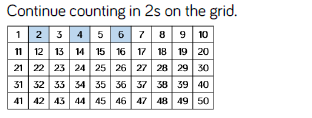 Continue counting in 2s on the grid.
1 2 3 4 5 6 7 8 9 10
11 12 13 14 15 16 17 18 19 20
21 22 23 24 25 26 27 28 29 30
31 32 33 34 35 36 37 38 39 40
41 42 43 44 45 46 47 48 49 50